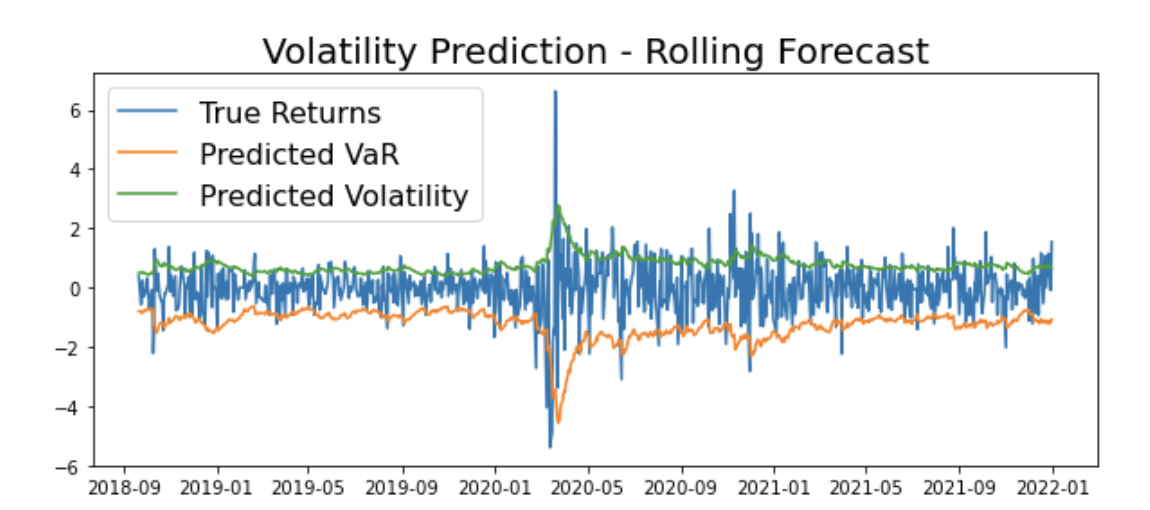 Volatility Prediction - Rolling Forecast
True Returns
Predicted VaR
Predicted Volatility
6
4
2
0
−2
−4
−6
2018-09 2019-01 2019-05 2019-09 2020-01 2020-05 2020-09 2021-01 2021-05 2021-09 2022-01